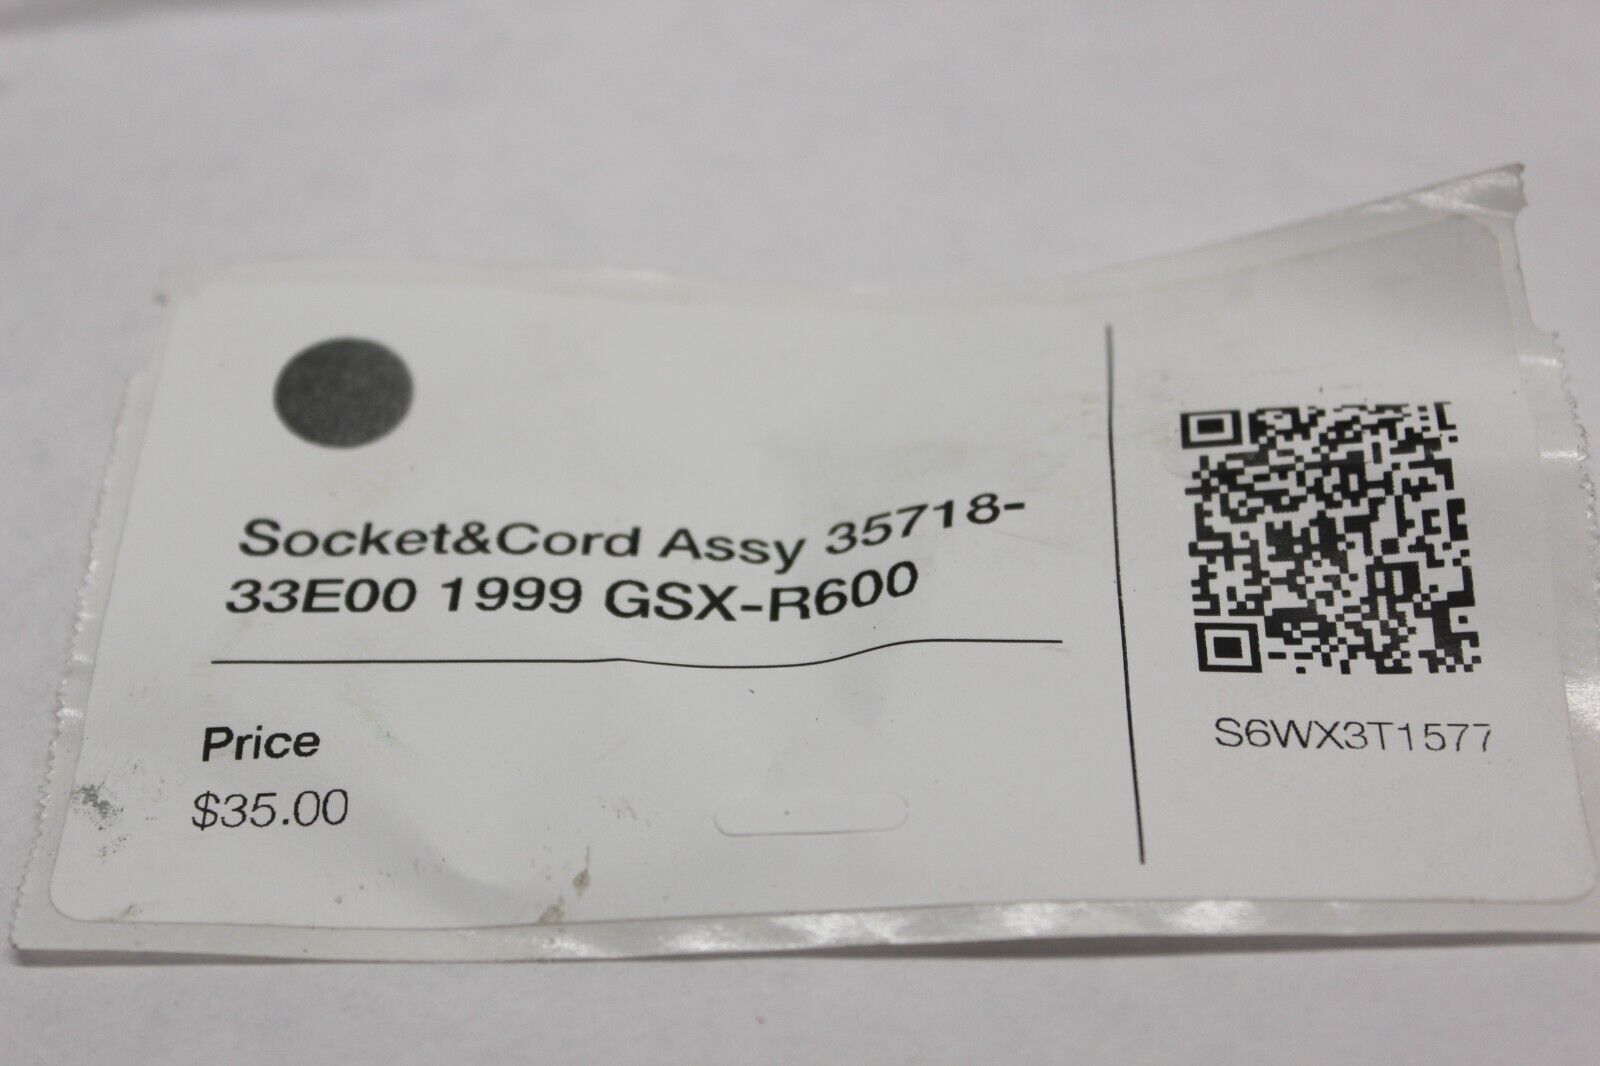 Socket&Cord Assy 35718-
33E00 1999 GSX-R600
Price
$35.00
S6WX3T1577